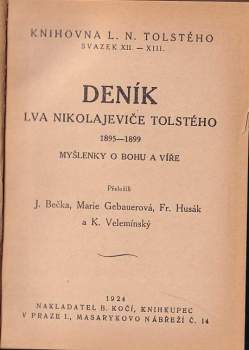 KNIHOVNA L. N. TOLSTÉHO
SVAZEK XII. – XIII.
DENÍK
LVA NIKOLAJEVIČE TOLSTÉHO
1895—1899
MYŠLENKY O BOHU A VÍŘE
Přeložili
J. Bečka, Marie Gebauerová, Fr. Husák
a K. Velemínský
1924
NAKLADATEL B. KOČÍ, KNIHKUPEC
V PRAZE I., MASARYKOVO NÁBŘEŽÍ Č. 14